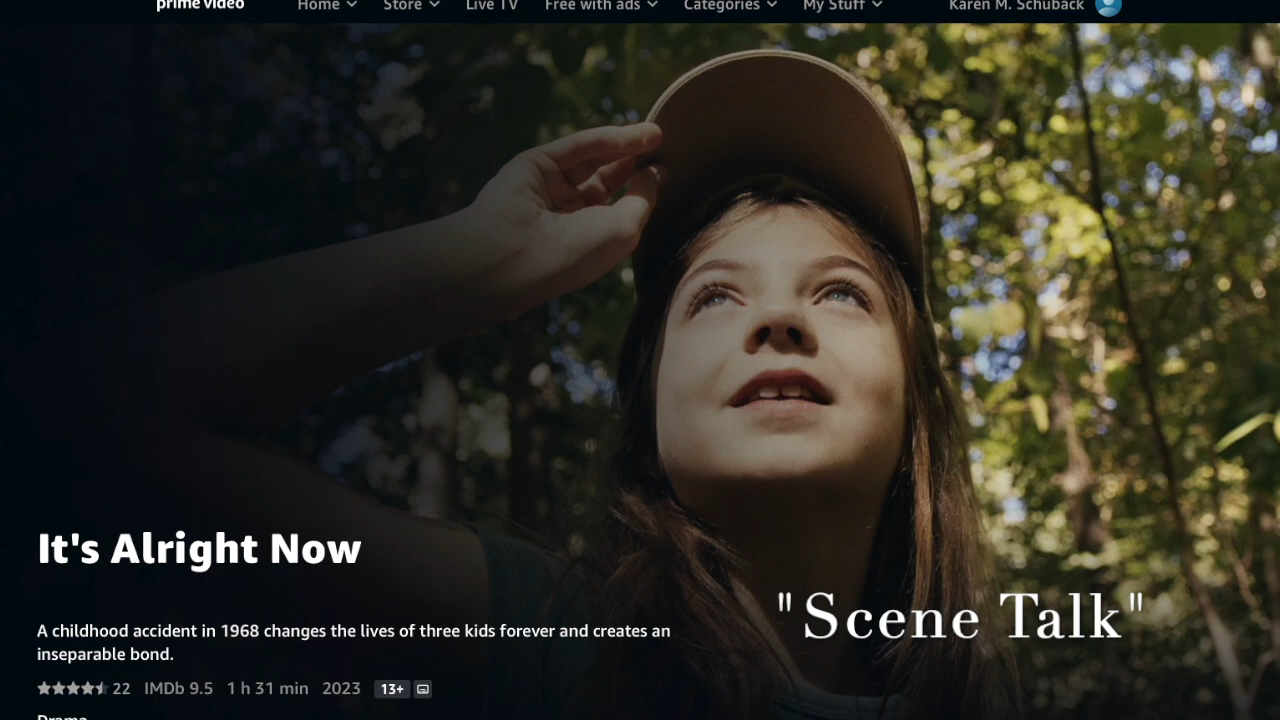 prime video
Home
Store
Live TV
Free with ads
Categories
My Stuff
Karen M. Schuback
It's Alright Now
"Scene Talk"
A childhood accident in 1968 changes the lives of three kids forever and creates an
inseparable bond.
22 IMDb 9.5 1 h 31 min 2023 13+
Drama